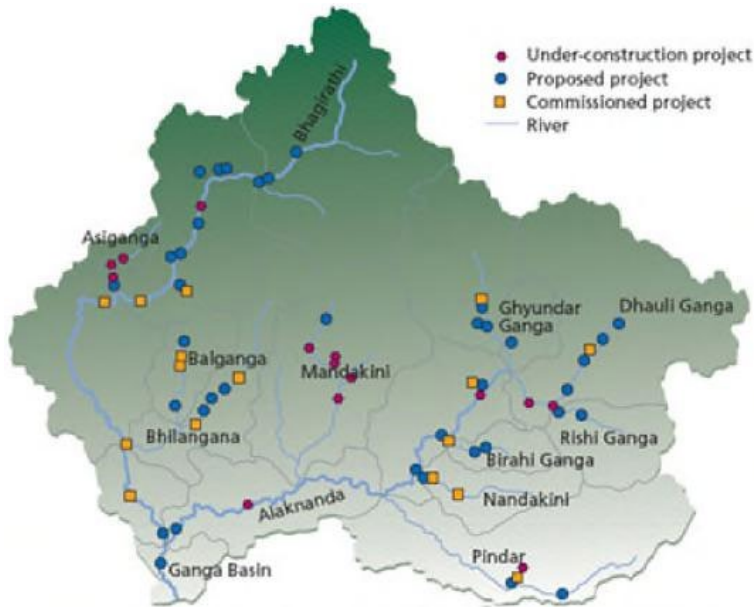 Under-construction project
Proposed project
Commissioned project
River
Bhagirathi
Asiganga
Ghyundar
Ganga
Dhauli Ganga
Balganga
Mandakini
Bhilangana
Rishi Ganga
Birahi Ganga
Nandakini
Alaknanda
Pindar
Ganga Basin